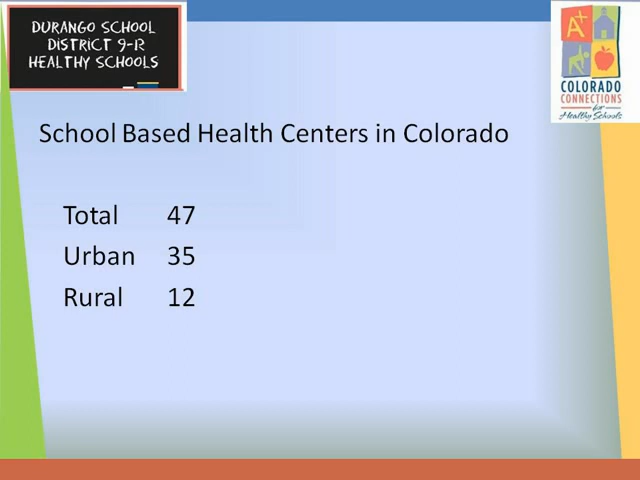 DURANGO SCHOOL
DISTRICT 9-R
HEALTHY SCHOOLS
A+
COLORADO
CONNECTIONS
for
Healthy Schools
School Based Health Centers in Colorado
Total 47
Urban 35
Rural 12